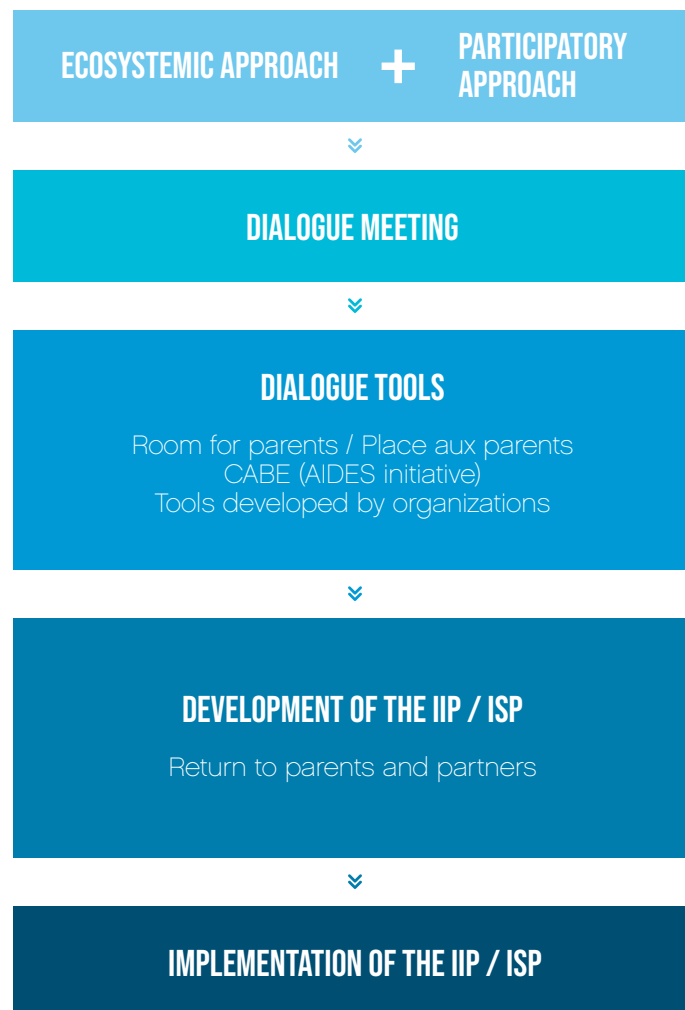 ECOSYSTEMIC APPROACH + PARTICIPATORY
APPROACH
DIALOGUE MEETING
DIALOGUE TOOLS
Room for parents / Place aux parents
CABE (AIDES initiative)
Tools developed by organizations
DEVELOPMENT OF THE IIP / ISP
Return to parents and partners
IMPLEMENTATION OF THE IIP / ISP